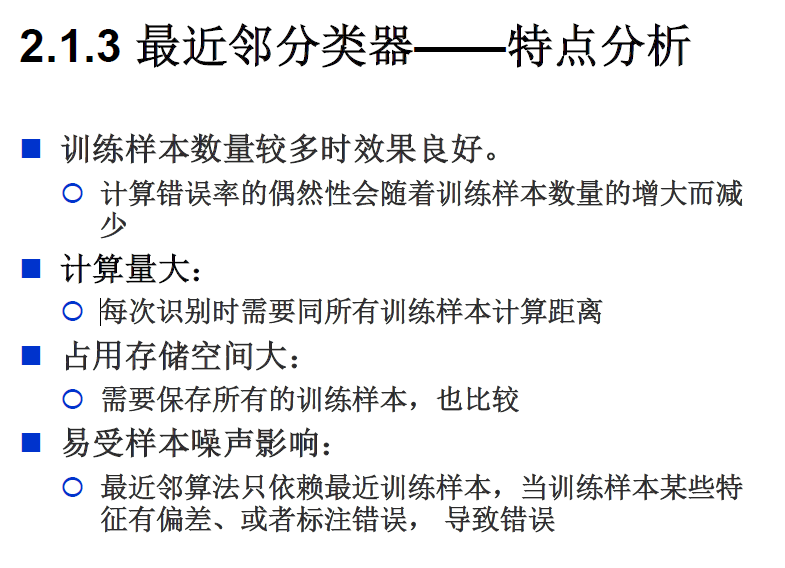 2.1.3 最近邻分类器——特点分析
训练样本数量较多时效果良好。
计算错误率的偶然性会随着训练样本数量的增大而减
少
计算量大：
每次识别时需要同所有训练样本计算距离
占用存储空间大：
需要保存所有的训练样本，也比较
易受样本噪声影响：
最近邻算法只依赖最近训练样本，当训练样本某些特
征有偏差、或者标注错误， 导致错误